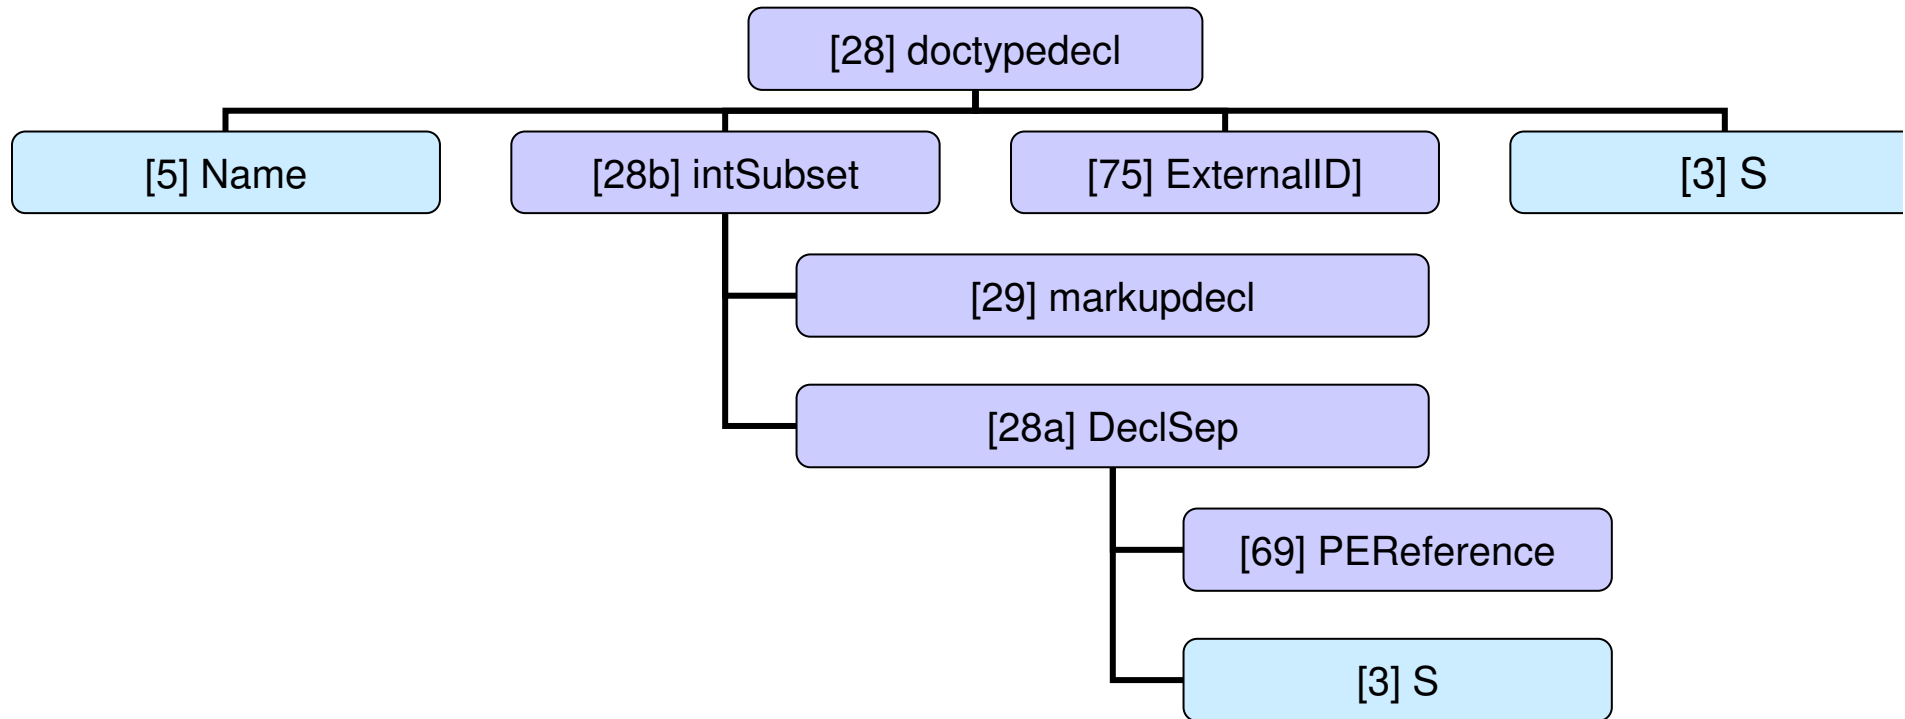 [28] doctypedecl
[5] Name
[28b] intSubset
[75] ExternalID]
[3] S
[29] markupdecl
[28a] DeclSep
[69] PEReference
[3] S